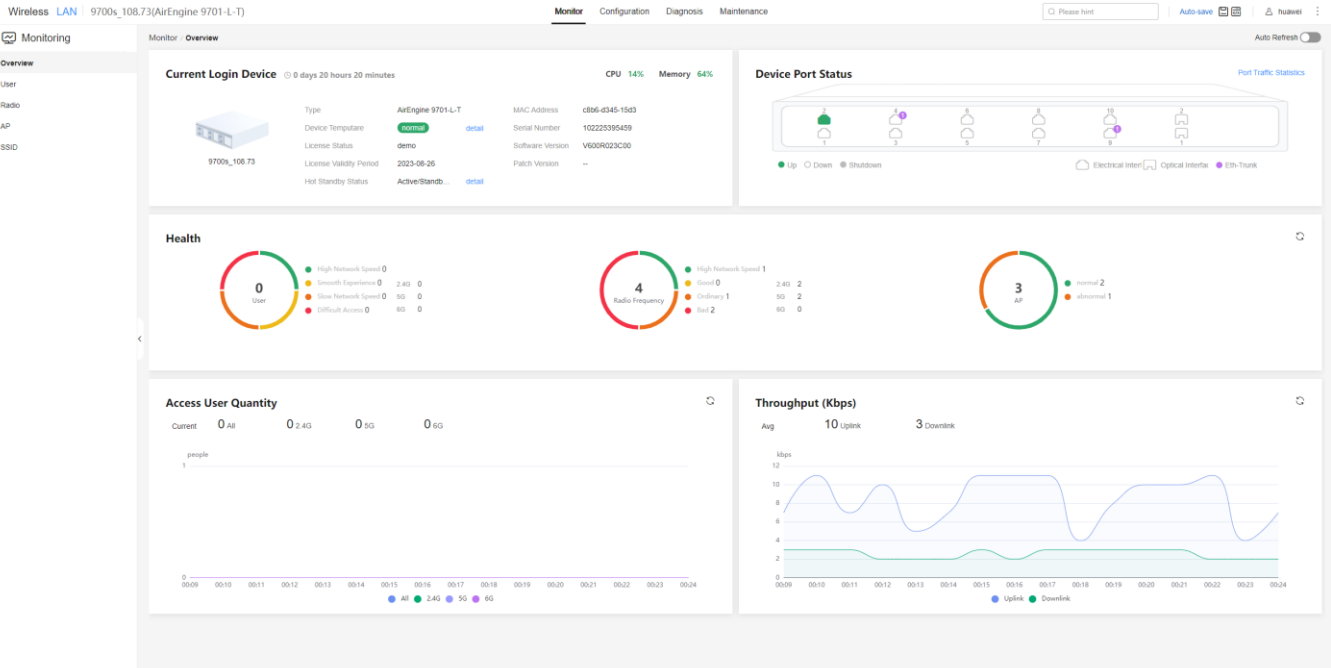 Wireless LAN 9700s_108.73(AirEngine 9701-L-T) Monitor Configuration Diagnosis Maintenance Please hint Auto-save huawei
Monitoring
Overview
User
Radio
AP
SSID
Monitor / Overview Auto Refresh
Current Login Device 0 days 20 hours 20 minutes CPU 14% Memory 64%
9700s_108.73
Type AirEngine 9701-L-T MAC Address c8b6-d345-15d3
Device Temputare normal detail Serial Number 102225395459
License Status demo Software Version V600R023C00
License Validity Period 2023-08-26 Patch Version --
Hot Standby Status Active/Standb... detail
Device Port Status Port Traffic Statistics
2 4 6 8 10 2
1 1
1 3 5 7 9 1
Up Down Shutdown Electrical Inter Optical Interfac Eth-Trunk
Health
0
User
High Network Speed 0
Smooth Experience 0
Slow Network Speed 0
Difficult Access 0
2.4G 0
5G 0
6G 0
4
Radio Frequency
High Network Speed 1
Good 0
Ordinary 1
Bad 2
2.4G 2
5G 2
6G 0
3
AP
normal 2
abnormal 1
Access User Quantity
Current 0 All 0 2.4G 0 5G 0 6G
people
1
0
00:09 00:10 00:11 00:12 00:13 00:14 00:15 00:16 00:17 00:18 00:19 00:20 00:21 00:22 00:23 00:24
All 2.4G 5G 6G
Throughput (Kbps)
Avg 10 Uplink 3 Downlink
kbps
12
10
8
6
4
2
0
00:09 00:10 00:11 00:12 00:13 00:14 00:15 00:16 00:17 00:18 00:19 00:20 00:21 00:22 00:23 00:24
Uplink Downlink